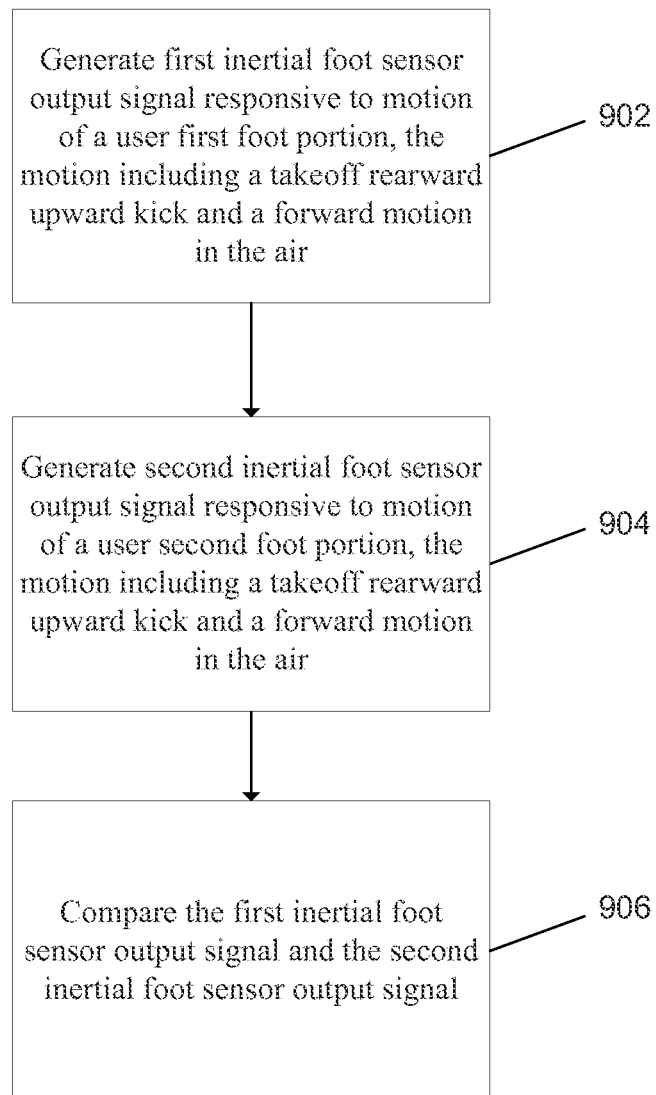 Generate first inertial foot sensor
output signal responsive to motion
of a user first foot portion, the
motion including a takeoff rearward
upward kick and a forward motion
in the air
902
Generate second inertial foot sensor
output signal responsive to motion
of a user second foot portion, the
motion including a takeoff rearward
upward kick and a forward motion
in the air
904
Compare the first inertial foot
sensor output signal and the second
inertial foot sensor output signal
906